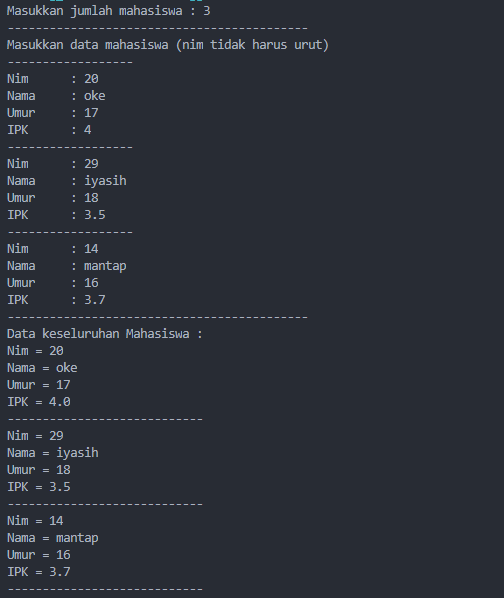 Masukkan jumlah mahasiswa : 3
-------------------------------------------
Masukkan data mahasiswa (nim tidak harus urut)
------------------
Nim      : 20
Nama     : oke
Umur     : 17
IPK      : 4
------------------
Nim      : 29
Nama     : iyasih
Umur     : 18
IPK      : 3.5
------------------
Nim      : 14
Nama     : mantap
Umur     : 16
IPK      : 3.7
-------------------------------------------
Data keseluruhan Mahasiswa :
Nim = 20
Nama = oke
Umur = 17
IPK = 4.0
----------------------------
Nim = 29
Nama = iyasih
Umur = 18
IPK = 3.5
----------------------------
Nim = 14
Nama = mantap
Umur = 16
IPK = 3.7
----------------------------